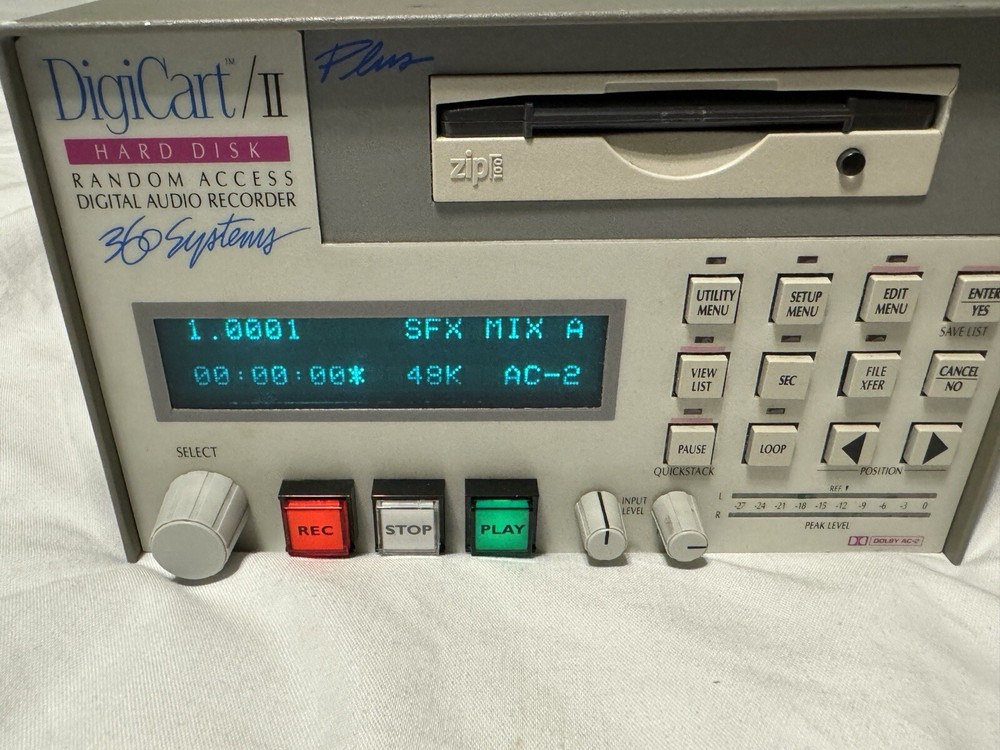 DigiCart™/II Plus
HARD DISK
RANDOM ACCESS
DIGITAL AUDIO RECORDER
360 Systems
zip 100
1.0001 SFX MIX A
00:00:00* 48K AC-2
UTILITY MENU
SETUP MENU
EDIT MENU
ENTER YES
SAVE LIST
VIEW LIST
SEC
FILE XFER
CANCEL NO
PAUSE
QUICKSTACK
LOOP
POSITION
SELECT
REC
STOP
PLAY
INPUT LEVEL
REF
L
-27 -24 -21 -18 -15 -12 -9 -6 -3 0
R
PEAK LEVEL
DOLBY AC-2